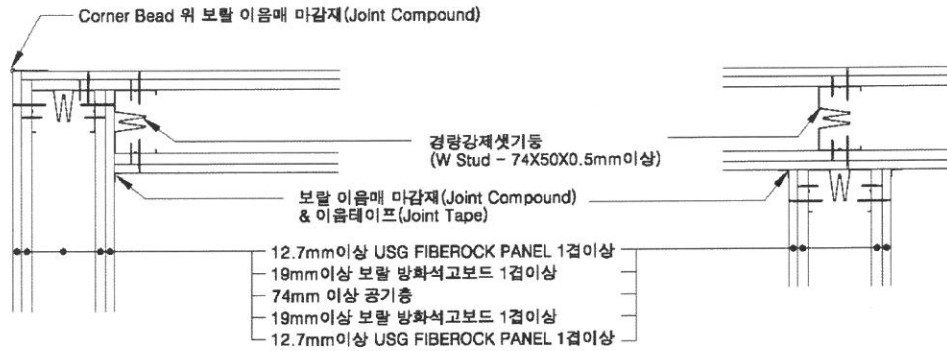 Corner Bead 위 보랄 이음매 마감재(Joint Compound)
경량강제샛기둥
(W Stud - 74X50X0.5mm이상)
보랄 이음매 마감재(Joint Compound)
& 이음테이프(Joint Tape)
12.7mm이상 USG FIBEROCK PANEL 1겹이상
19mm이상 보랄 방화석고보드 1겹이상
74mm 이상 공기층
19mm이상 보랄 방화석고보드 1겹이상
12.7mm이상 USG FIBEROCK PANEL 1겹이상